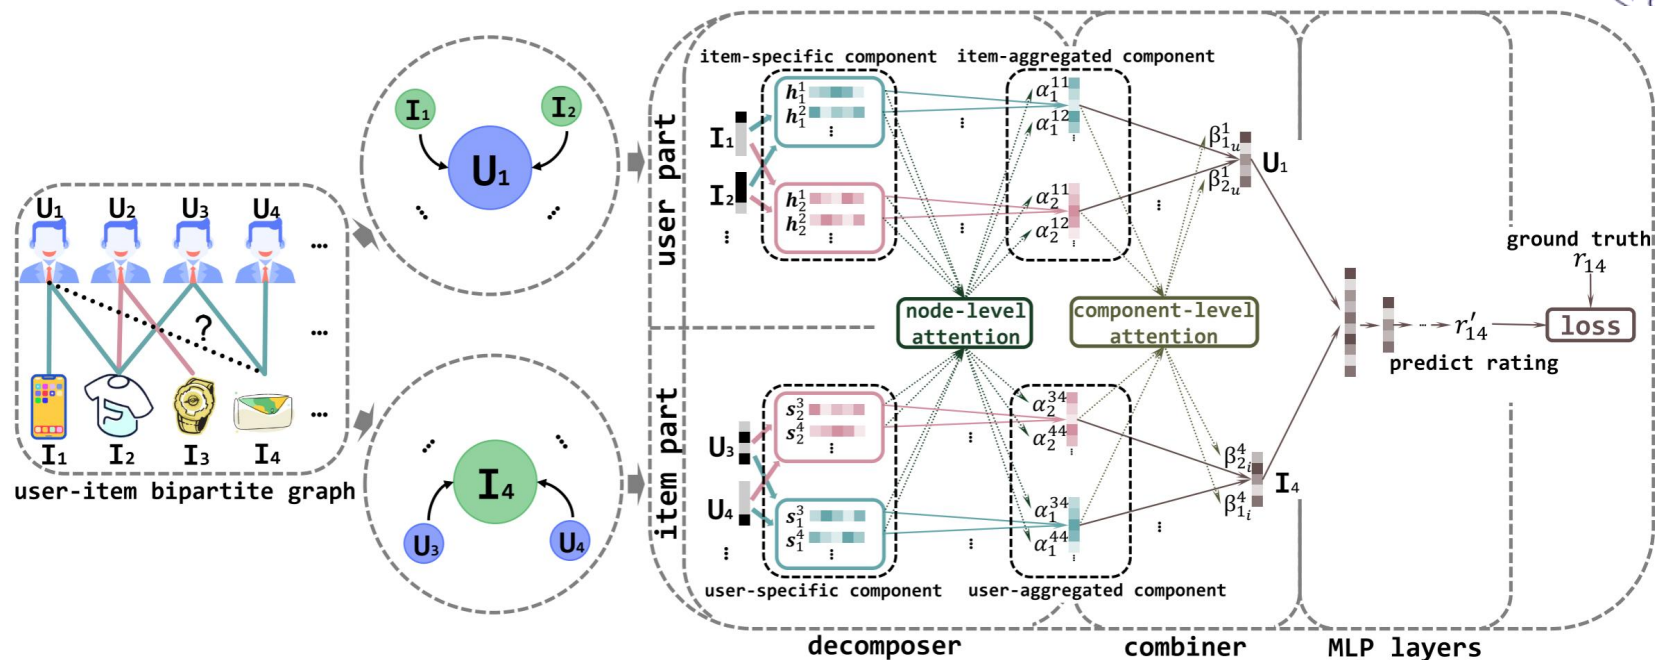 U₁ U₂ U₃ U₄ ...
?
...
I₁ I₂ I₃ I₄ ...
user-item bipartite graph
I₁ I₂
U₁
... ...
... ...
I₄
U₃ U₄
user part
item-specific component
item-aggregated component
I₁
I₂
⋮
h₁¹
h₁²
⋮
h₂¹
h₂²
⋮
...
...
α₁¹¹
α₁¹²
⋮
α₂¹¹
α₂¹²
⋮
β¹₁ᵤ
β¹₂ᵤ
...
U₁
node-level
attention
component-level
attention
item part
U₃
U₄
⋮
s₂³
s₂⁴
⋮
s₁³
s₁⁴
⋮
...
...
α₂³⁴
α₂⁴⁴
⋮
α₁³⁴
α₁⁴⁴
⋮
β⁴₂ᵢ
β⁴₁ᵢ
...
I₄
user-specific component
user-aggregated component
ground truth
r₁₄
... r′₁₄
loss
predict rating
decomposer
combiner
MLP layers